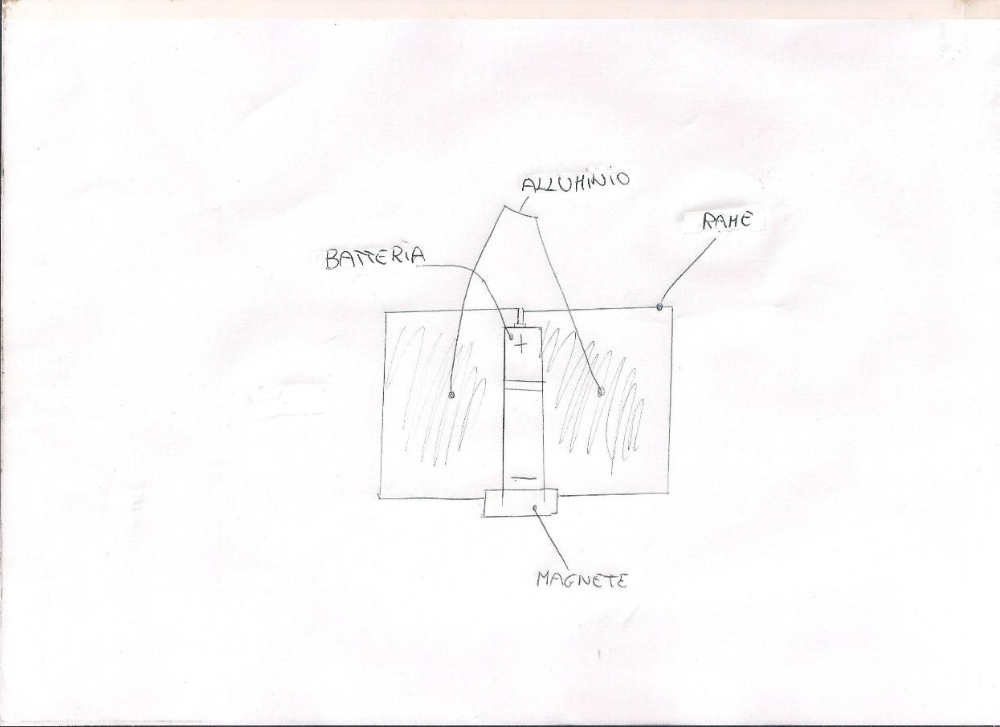 ALLUMINIO
RAME
BATTERIA
+
-
MAGNETE